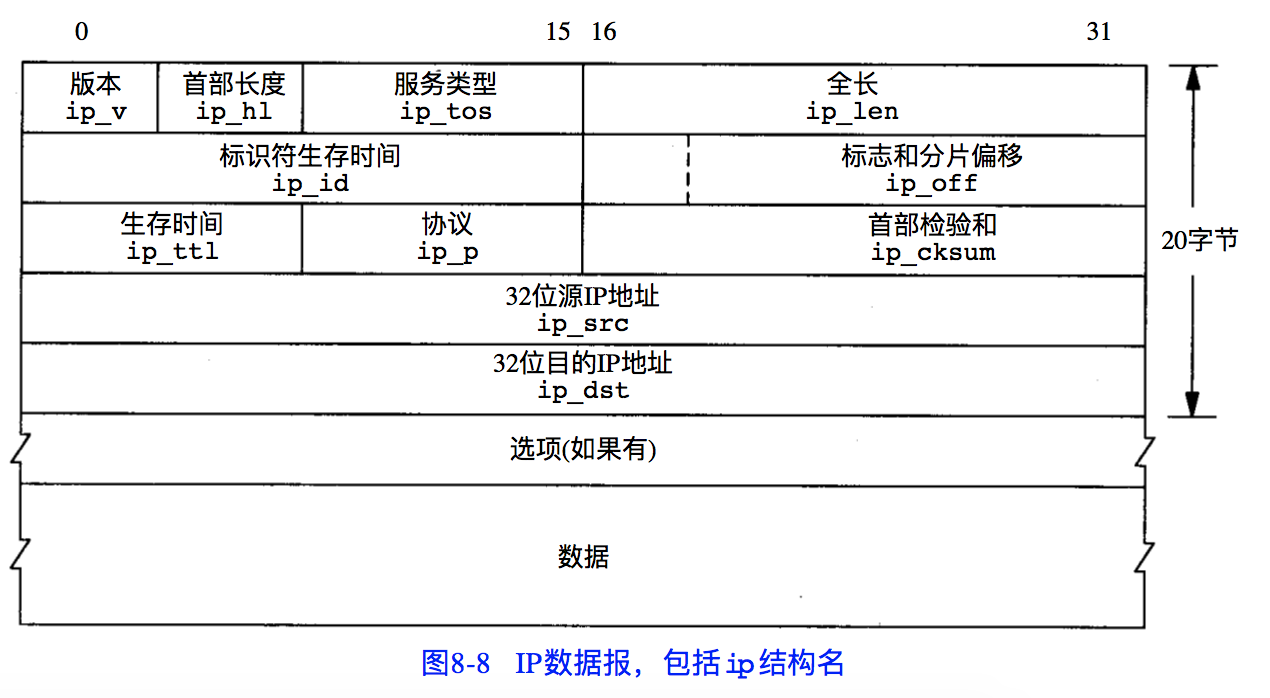 0 15 16 31
版本 首部长度 服务类型 全长
ip_v ip_hl ip_tos ip_len
标识符生存时间 标志和分片偏移
ip_id ip_off
生存时间 协议 首部检验和
ip_ttl ip_p ip_cksum
20字节
32位源IP地址
ip_src
32位目的IP地址
ip_dst
选项(如果有)
数据
图8-8 IP数据报，包括ip结构名